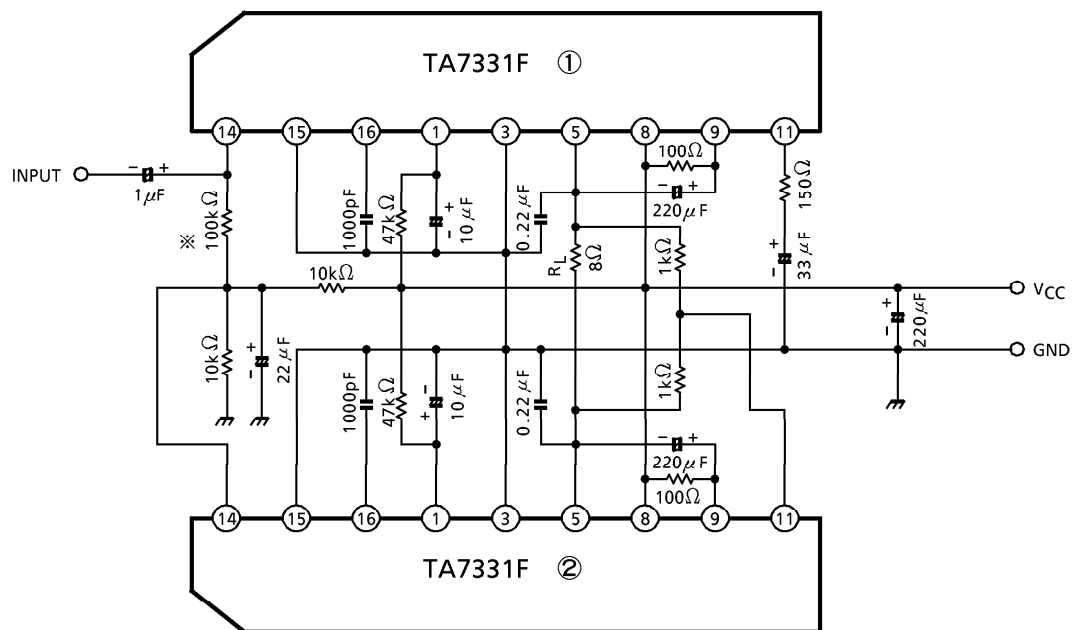 TA7331F ①
14 15 16 1 3 5 8 9 11
INPUT
− +
1μF
※ 100kΩ
1000pF
47kΩ
+ −
10μF
0.22μF
100Ω
− +
220μF
150Ω
RL
8Ω
1kΩ
+ −
33μF
10kΩ
VCC
+ −
220μF
GND
10kΩ
+ −
22μF
1000pF
47kΩ
− +
10μF
0.22μF
1kΩ
− +
220μF
100Ω
14 15 16 1 3 5 8 9 11
TA7331F ②